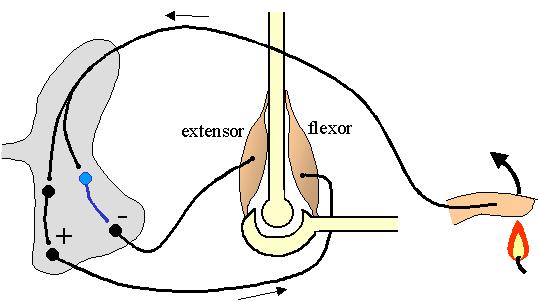 extensor
flexor
+
-